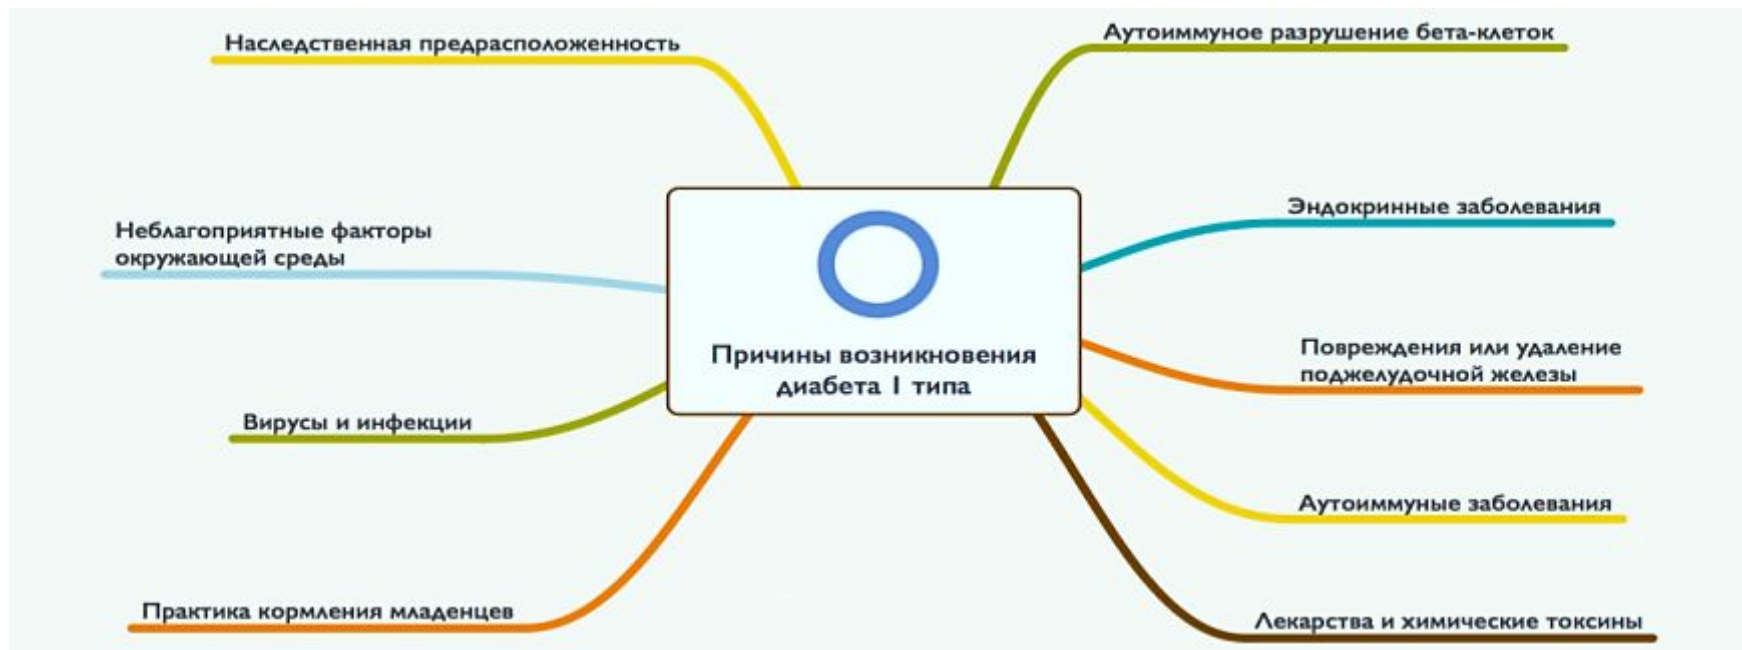 Наследственная предрасположенность
Аутоиммуное разрушение бета-клеток
Неблагоприятные факторы
окружающей среды
Эндокринные заболевания
Причины возникновения
диабета 1 типа
Повреждения или удаление
поджелудочной железы
Вирусы и инфекции
Аутоиммуные заболевания
Практика кормления младенцев
Лекарства и химические токсины